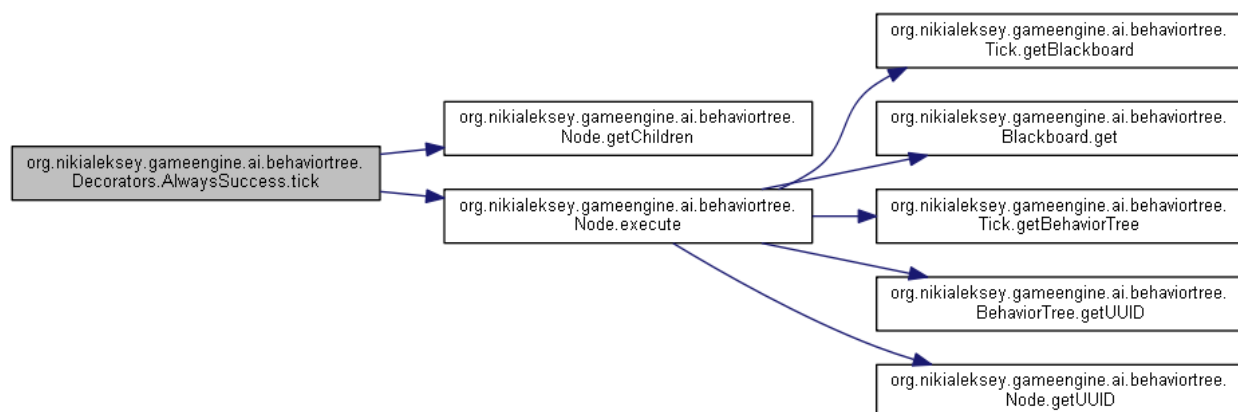 org.nikialeksey.gameengine.ai.behaviortree.
Decorators.AlwaysSuccess.tick
org.nikialeksey.gameengine.ai.behaviortree.
Node.getChildren
org.nikialeksey.gameengine.ai.behaviortree.
Node.execute
org.nikialeksey.gameengine.ai.behaviortree.
Tick.getBlackboard
org.nikialeksey.gameengine.ai.behaviortree.
Blackboard.get
org.nikialeksey.gameengine.ai.behaviortree.
Tick.getBehaviorTree
org.nikialeksey.gameengine.ai.behaviortree.
BehaviorTree.getUUID
org.nikialeksey.gameengine.ai.behaviortree.
Node.getUUID